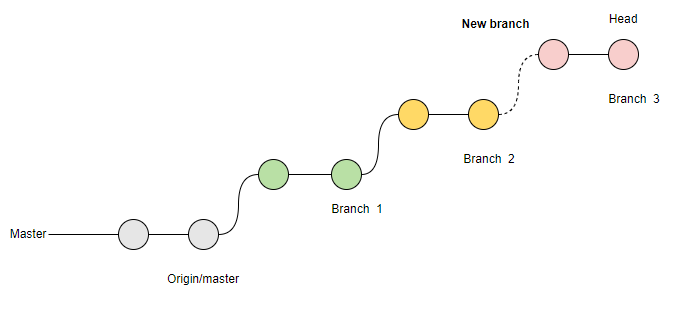 Head
New branch
Branch  3
Branch  2
Branch  1
Master
Origin/master